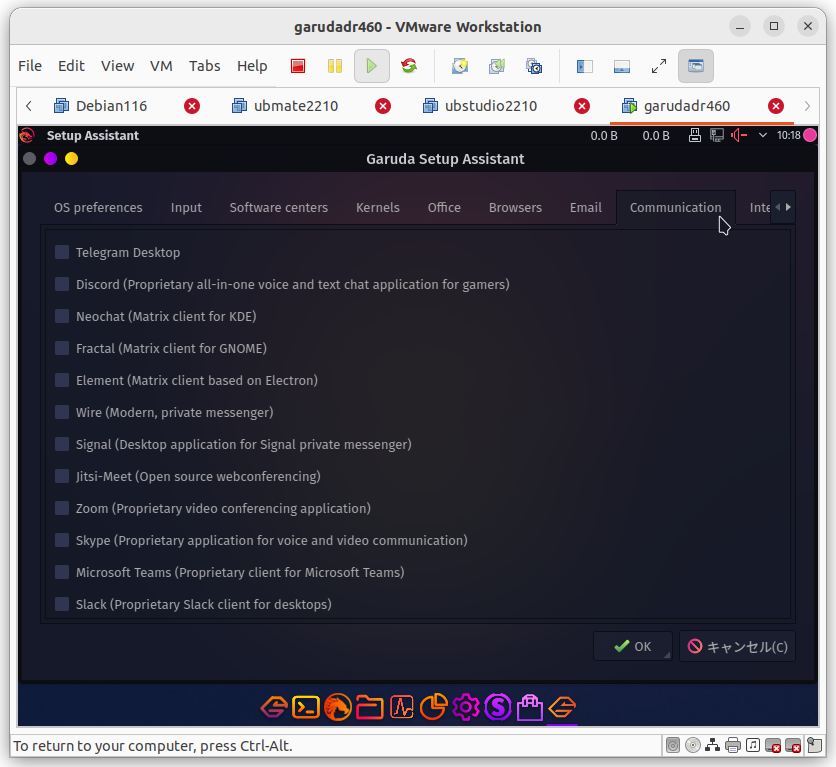 garudadr460 - VMware Workstation
File Edit View VM Tabs Help
Debian116 ubmate2210 ubstudio2210 garudadr460
Setup Assistant 0.0 B 0.0 B 10:18
Garuda Setup Assistant
OS preferences Input Software centers Kernels Office Browsers Email Communication Inte
Telegram Desktop
Discord (Proprietary all-in-one voice and text chat application for gamers)
Neochat (Matrix client for KDE)
Fractal (Matrix client for GNOME)
Element (Matrix client based on Electron)
Wire (Modern, private messenger)
Signal (Desktop application for Signal private messenger)
Jitsi-Meet (Open source webconferencing)
Zoom (Proprietary video conferencing application)
Skype (Proprietary application for voice and video communication)
Microsoft Teams (Proprietary client for Microsoft Teams)
Slack (Proprietary Slack client for desktops)
OK キャンセル(C)
To return to your computer, press Ctrl-Alt.